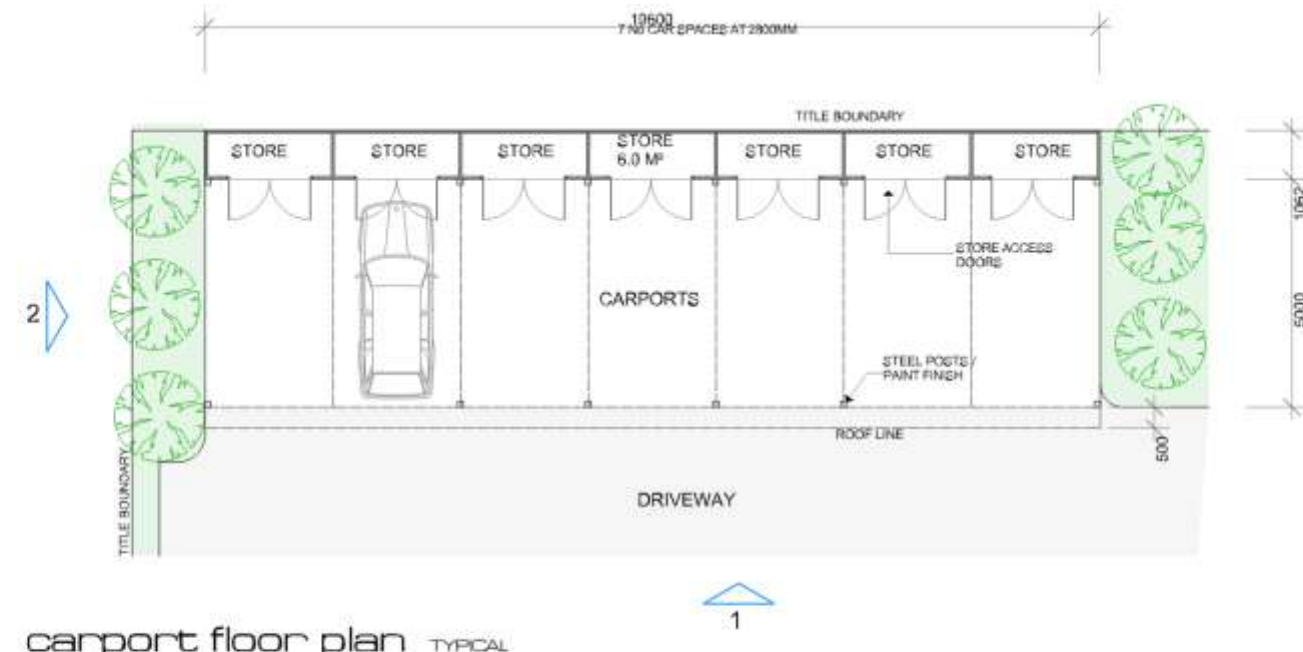 19600
7 No CAR SPACES AT 2800MM
TITLE BOUNDARY
STORE
STORE
STORE
STORE
6.0 M²
STORE
STORE
STORE
1062
STORE ACCESS
DOORS
2
CARPORTS
5000
STEEL POSTS /
PAINT FINISH
ROOF LINE
500
TITLE BOUNDARY
DRIVEWAY
1
carport floor plan TYPICAL